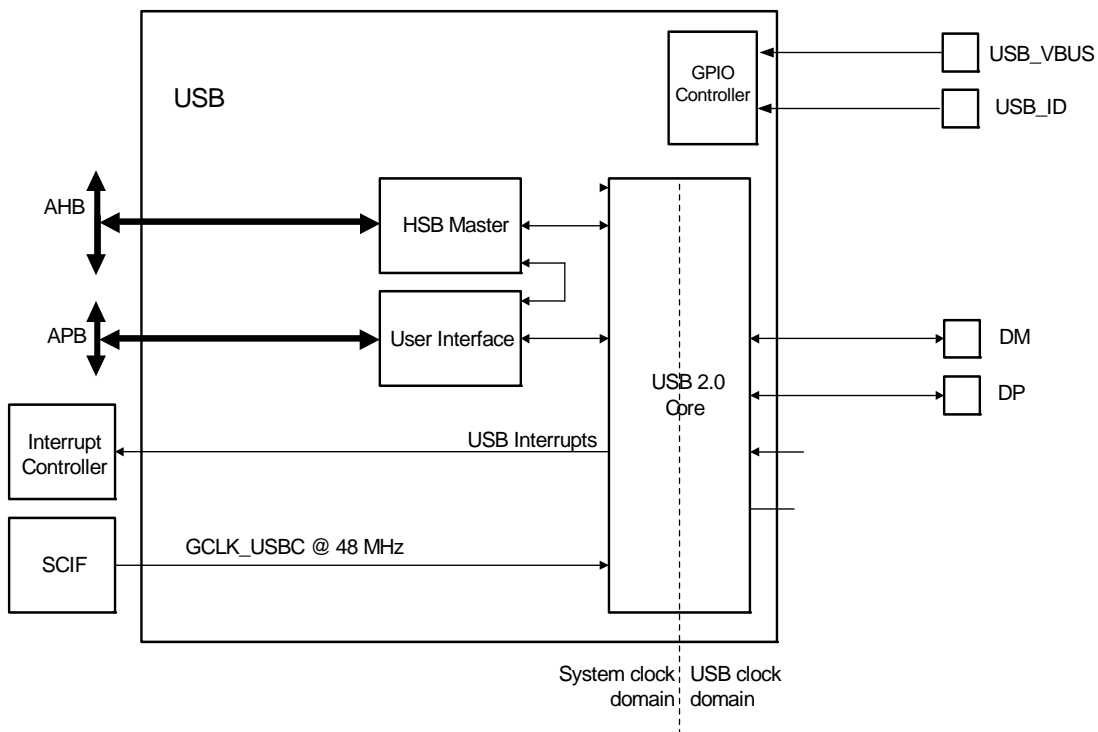 USB_VBUS
GPIO
Controller
USB
USB_ID
AHB
HSB Master
APB
User Interface
DM
USB 2.0
Core
DP
Interrupt
Controller
USB Interrupts
SCIF
GCLK_USBC @ 48 MHz
System clock
domain
USB clock
domain